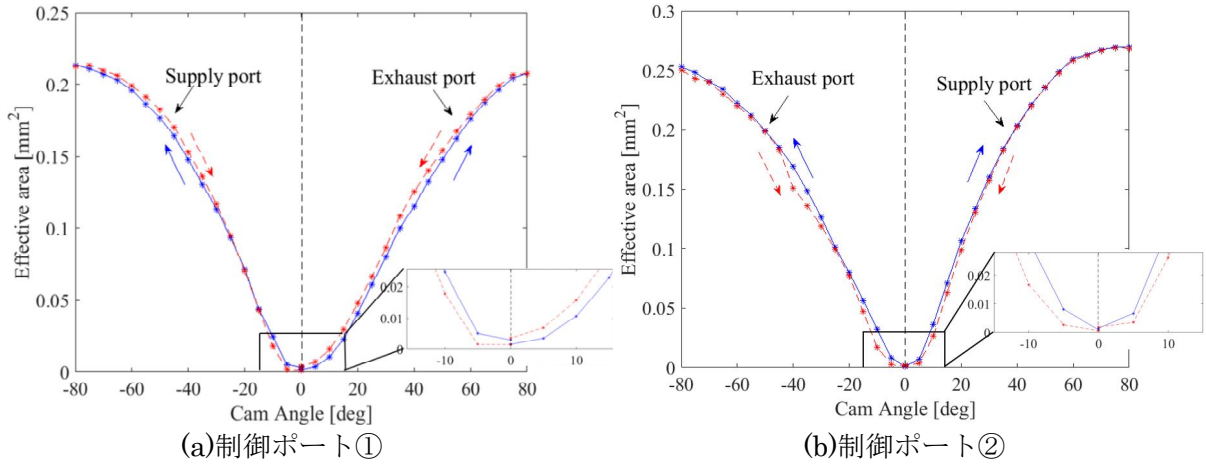 0.25
0.2
0.15
0.1
0.05
0
Effective area [mm²]
Supply port
Exhaust port
0.02
0.01
0
-10 0 10
-80 -60 -40 -20 0 20 40 60 80
Cam Angle [deg]
(a)制御ポート①
0.3
0.25
0.2
0.15
0.1
0.05
0
Effective area [mm²]
Exhaust port
Supply port
0.02
0.01
0
-10 0 10
-80 -60 -40 -20 0 20 40 60 80
Cam Angle [deg]
(b)制御ポート②